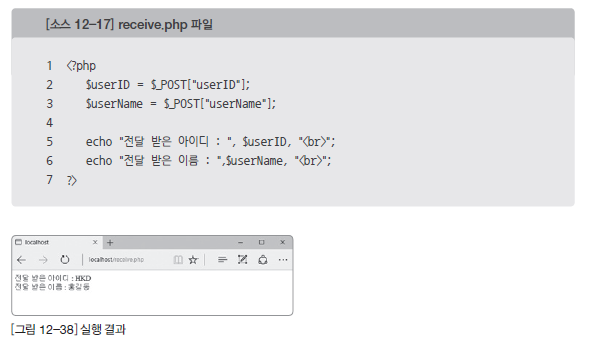 [소스 12-17] receive.php 파일
1 <?php
2 $userID = $_POST["userID"];
3 $userName = $_POST["userName"];
4
5 echo "전달 받은 아이디 : ", $userID, "<br>";
6 echo "전달 받은 이름 : ",$userName, "<br>";
7 ?>
localhost
localhost/receive.php
전달 받은 아이디 : HKD
전달 받은 이름 : 홍길동
[그림 12-38] 실행 결과